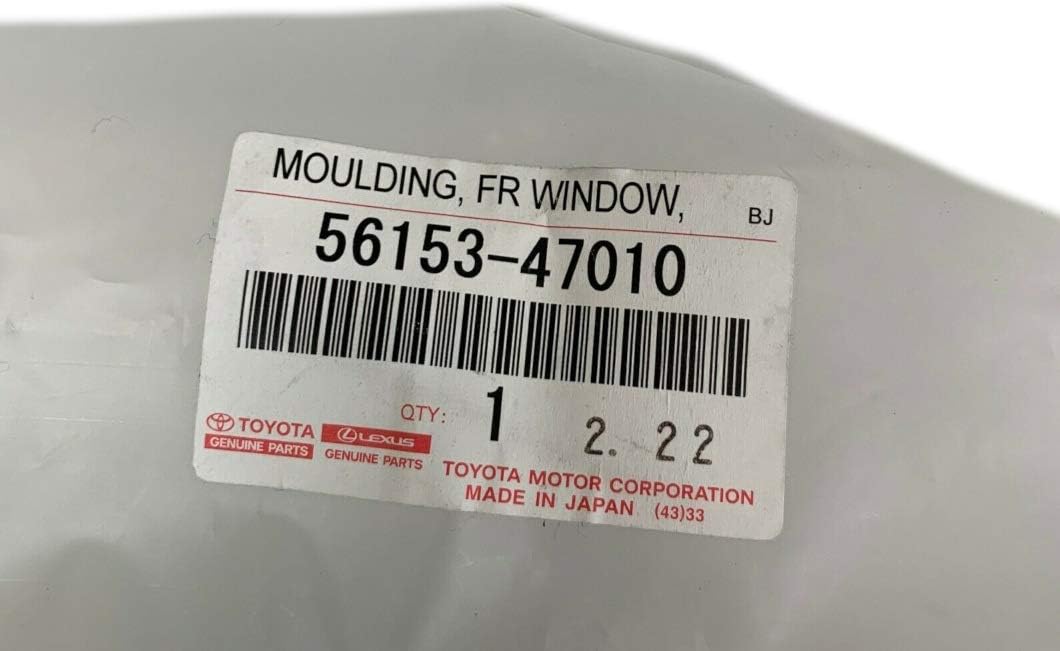 MOULDING, FR WINDOW,
BJ
56153-47010
QTY: 1
2. 22
TOYOTA
GENUINE PARTS
LEXUS
GENUINE PARTS
TOYOTA MOTOR CORPORATION
MADE IN JAPAN (43)33